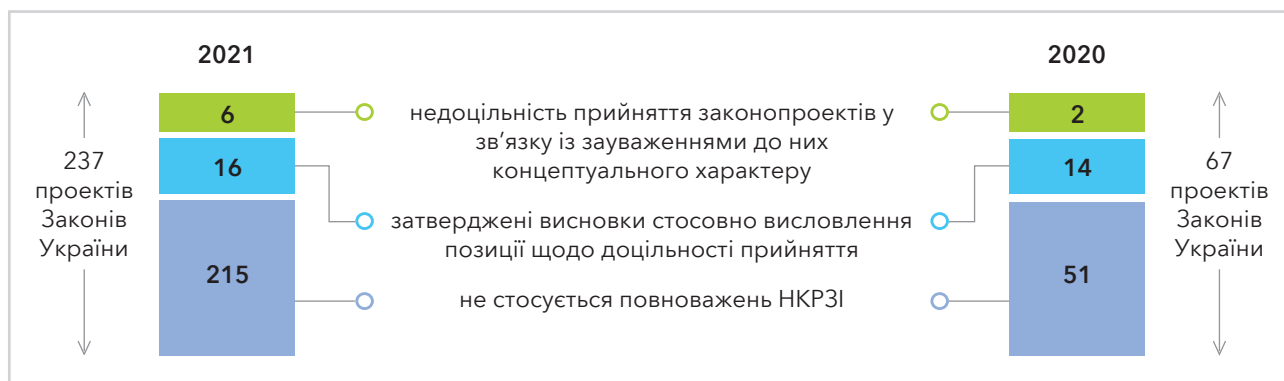 2021
2020
6
недоцільність прийняття законопроектів у
зв’язку із зауваженнями до них
концептуального характеру
2
237
проектів
Законів
України
16
затверджені висновки стосовно висловлення
позиції щодо доцільності прийняття
14
67
проектів
Законів
України
215
не стосується повноважень НКРЗІ
51